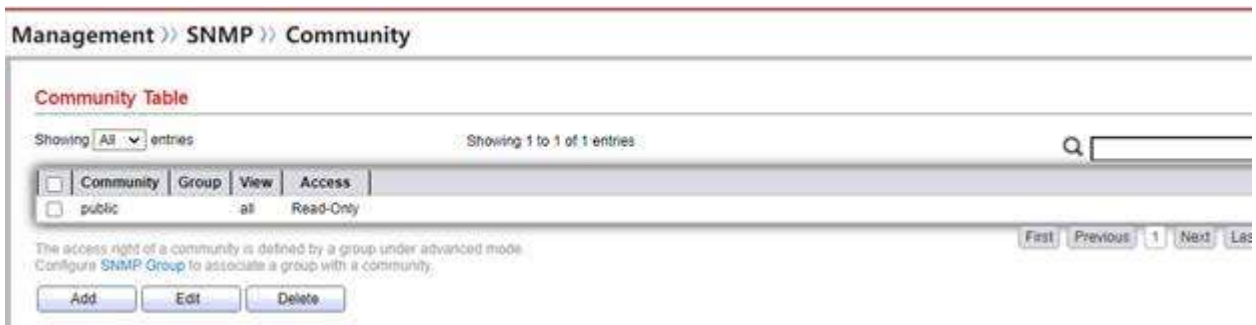 Management » SNMP » Community
Community Table
Showing All entries
Showing 1 to 1 of 1 entries
Community Group View Access
public all Read-Only
First Previous 1 Next Las
The access right of a community is defined by a group under advanced mode.
Configure SNMP Group to associate a group with a community.
Add Edit Delete